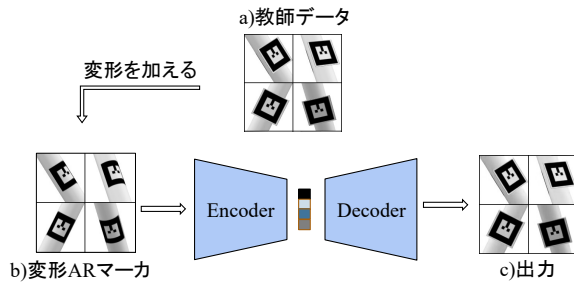 a)教師データ
変形を加える
Encoder
Decoder
b)変形ARマーカ
c)出力